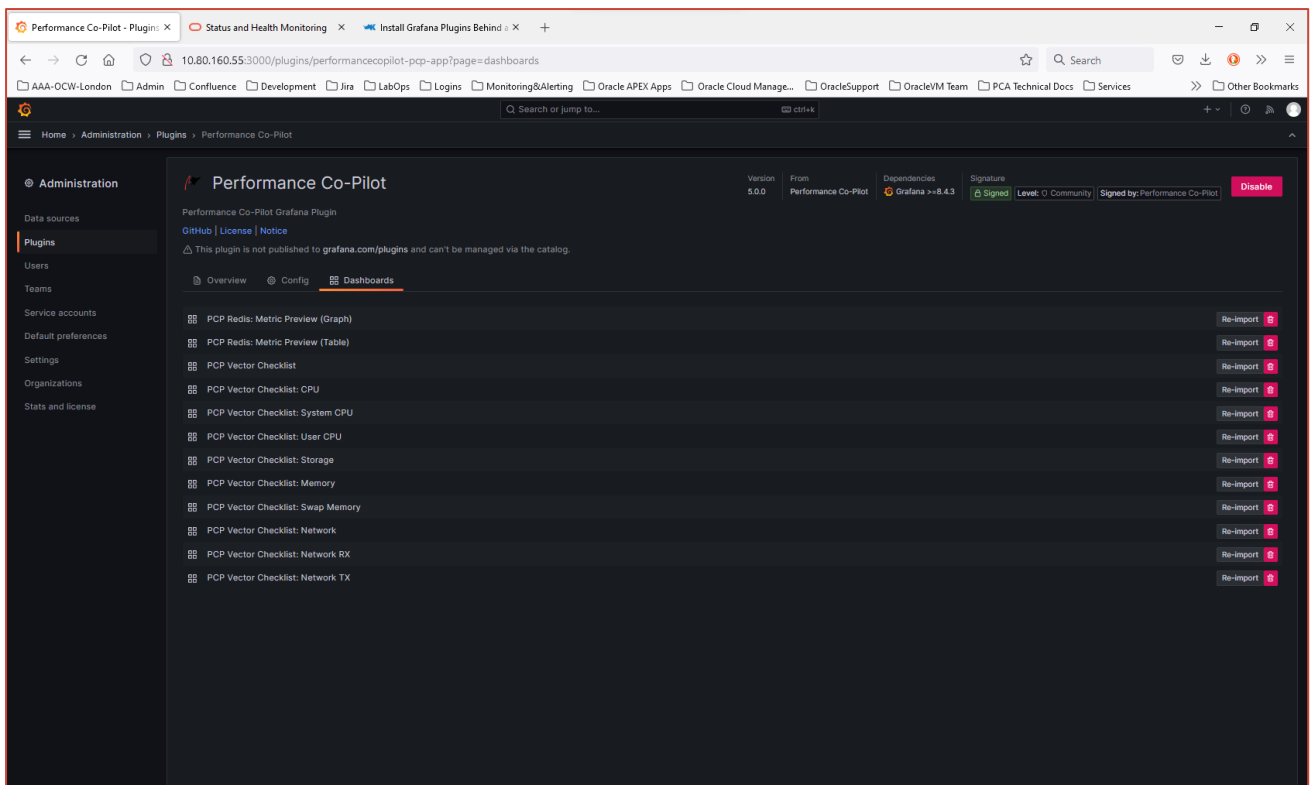 Performance Co-Pilot - Plugins
Status and Health Monitoring
Install Grafana Plugins Behind a
10.80.160.55:3000/plugins/performancecopilot-pcp-app?page=dashboards
Search
AAA-OCW-London Admin Confluence Development Jira LabOps Logins Monitoring&Alerting Oracle APEX Apps Oracle Cloud Manage... OracleSupport OracleVM Team PCA Technical Docs Services Other Bookmarks
Search or jump to... ctrl+k
Home › Administration › Plugins › Performance Co-Pilot
Administration
Data sources
Plugins
Users
Teams
Service accounts
Default preferences
Settings
Organizations
Stats and license
Performance Co-Pilot
Version
5.0.0
From
Performance Co-Pilot
Dependencies
Grafana >=8.4.3
Signature
Signed Level: Community Signed by: Performance Co-Pilot
Disable
Performance Co-Pilot Grafana Plugin
GitHub | License | Notice
This plugin is not published to grafana.com/plugins and can't be managed via the catalog.
Overview Config Dashboards
PCP Redis: Metric Preview (Graph) Re-import
PCP Redis: Metric Preview (Table) Re-import
PCP Vector Checklist Re-import
PCP Vector Checklist: CPU Re-import
PCP Vector Checklist: System CPU Re-import
PCP Vector Checklist: User CPU Re-import
PCP Vector Checklist: Storage Re-import
PCP Vector Checklist: Memory Re-import
PCP Vector Checklist: Swap Memory Re-import
PCP Vector Checklist: Network Re-import
PCP Vector Checklist: Network RX Re-import
PCP Vector Checklist: Network TX Re-import